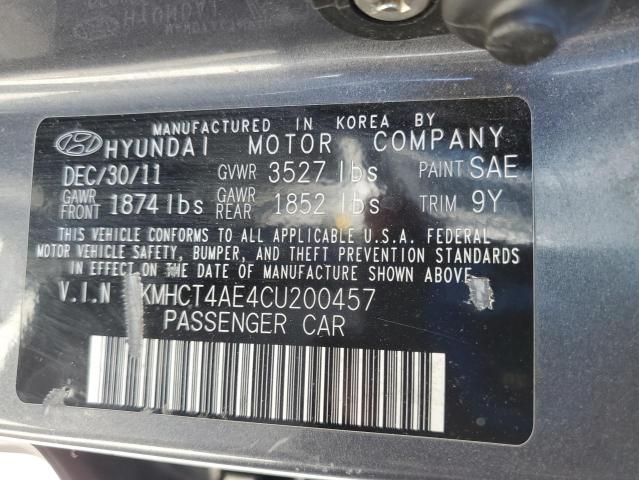 MANUFACTURED IN KOREA BY
HYUNDAI MOTOR COMPANY
DEC/30/11 GVWR 3527 lbs PAINT SAE
GAWR FRONT 1874 lbs GAWR REAR 1852 lbs TRIM 9Y
THIS VEHICLE CONFORMS TO ALL APPLICABLE U.S.A. FEDERAL
MOTOR VEHICLE SAFETY, BUMPER, AND THEFT PREVENTION STANDARDS
IN EFFECT ON THE DATE OF MANUFACTURE SHOWN ABOVE.
V.I.N KMHCT4AE4CU200457
PASSENGER CAR